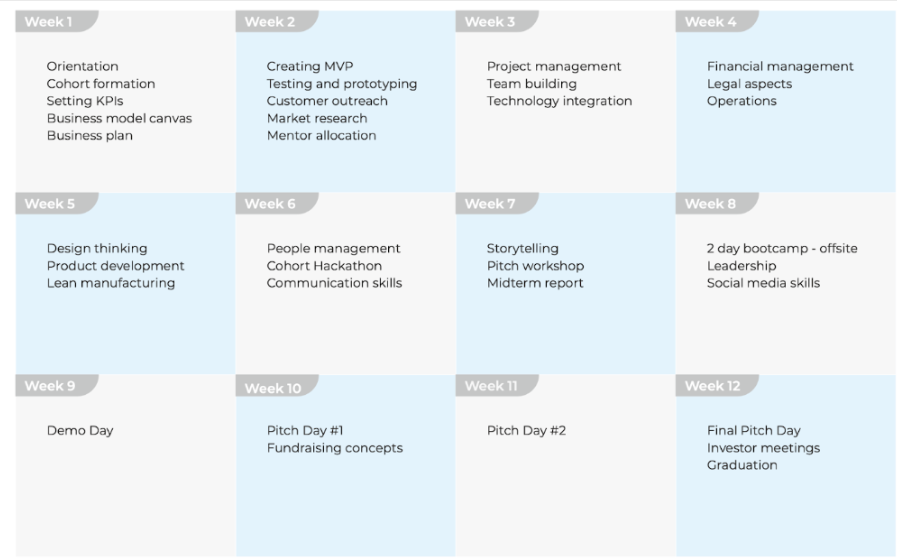 Week 1
Orientation
Cohort formation
Setting KPIs
Business model canvas
Business plan
Week 2
Creating MVP
Testing and prototyping
Customer outreach
Market research
Mentor allocation
Week 3
Project management
Team building
Technology integration
Week 4
Financial management
Legal aspects
Operations
Week 5
Design thinking
Product development
Lean manufacturing
Week 6
People management
Cohort Hackathon
Communication skills
Week 7
Storytelling
Pitch workshop
Midterm report
Week 8
2 day bootcamp - offsite
Leadership
Social media skills
Week 9
Demo Day
Week 10
Pitch Day #1
Fundraising concepts
Week 11
Pitch Day #2
Week 12
Final Pitch Day
Investor meetings
Graduation